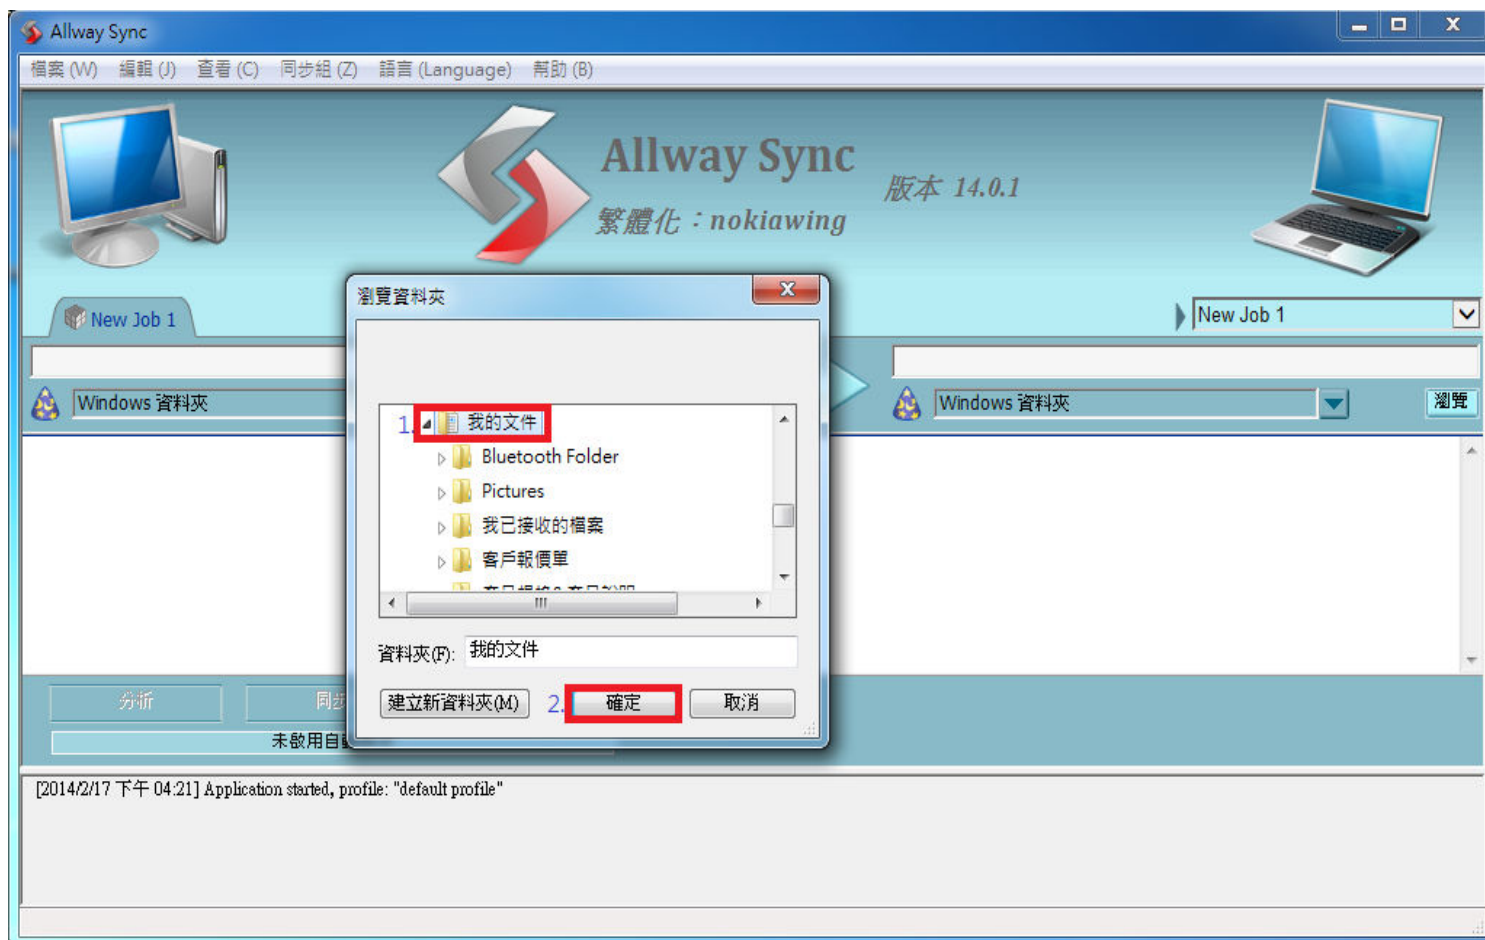 Allway Sync
檔案 (W) 編輯 (J) 查看 (C) 同步組 (Z) 語言 (Language) 幫助 (B)
Allway Sync
版本 14.0.1
繁體化：nokiawing
New Job 1
New Job 1
Windows 資料夾
Windows 資料夾
瀏覽
瀏覽資料夾
1. 我的文件
Bluetooth Folder
Pictures
我已接收的檔案
客戶報價單
資料夾(F): 我的文件
建立新資料夾(M) 2. 確定 取消
分析 同步
未啟用自動
[2014/2/17 下午 04:21] Application started, profile: "default profile"